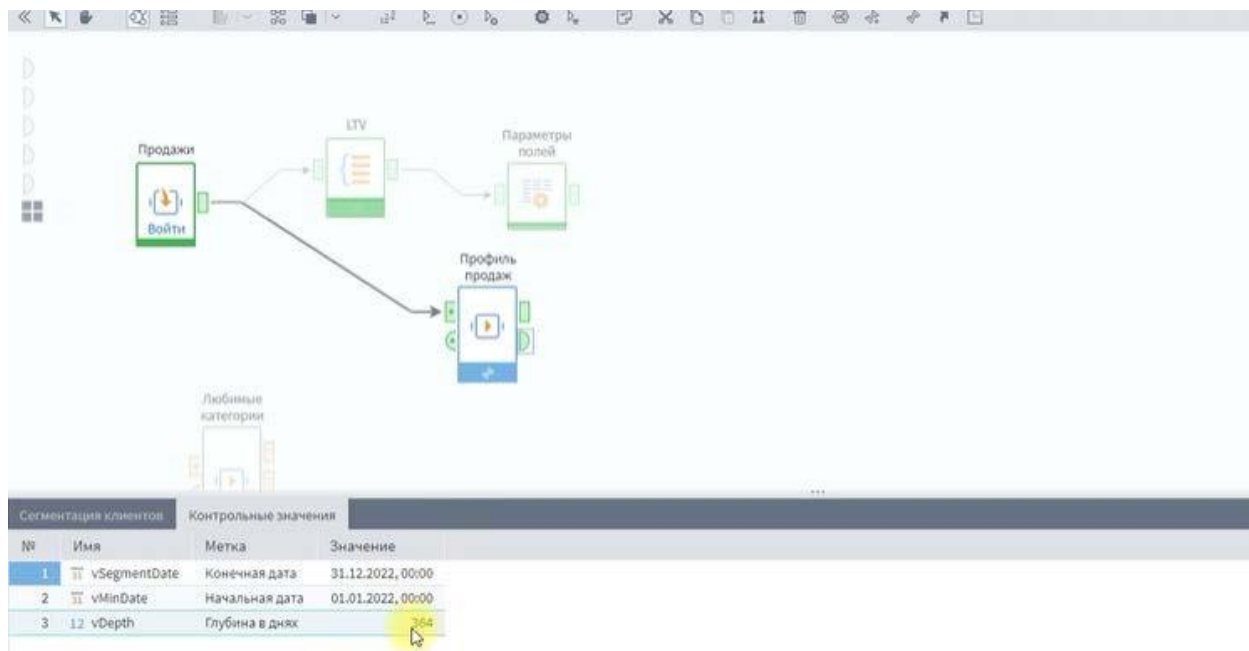 LTV
Параметры
полей
Продажи
Войти
Профиль
продаж
Любимые
категории
Сегментация клиентов Контрольные значения
№ Имя Метка Значение
1 31 vSegmentDate Конечная дата 31.12.2022, 00:00
2 31 vMinDate Начальная дата 01.01.2022, 00:00
3 12 vDepth Глубина в днях 364